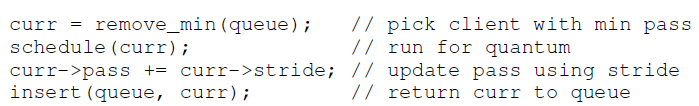 curr = remove_min(queue);   // pick client with min pass
schedule(curr);             // run for quantum
curr->pass += curr->stride; // update pass using stride
insert(queue, curr);        // return curr to queue